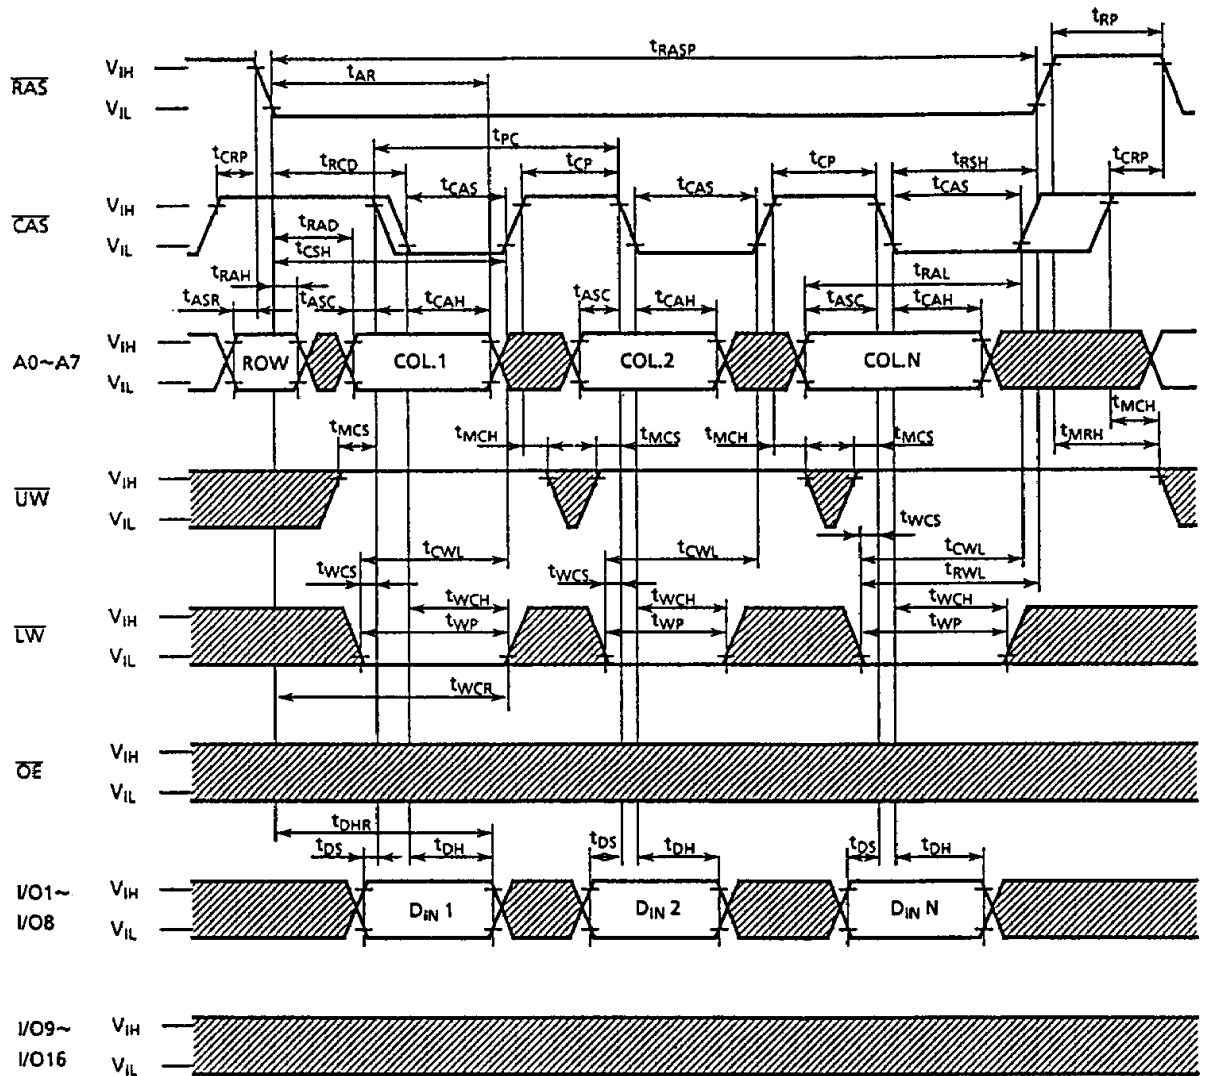 tRP
tRASP
tAR
RAS VIH
VIL
tPC
tCRP tRCD tCP tCP tRSH tCRP
tCAS tCAS tCAS
CAS VIH
VIL
tRAD
tCSH
tRAH tRAL
tASR tASC tCAH tASC tCAH tASC tCAH
A0~A7 VIH
VIL
ROW COL.1 COL.2 COL.N
tMCH
tMCS tMCH tMCS tMCH tMCS tMRH
UW VIH
VIL
tWCS
tCWL tCWL tCWL
tWCS tWCS tRWL
tWCH tWCH tWCH
tWP tWP tWP
LW VIH
VIL
tWCR
OE VIH
VIL
tDHR
tDS tDH tDS tDH tDS tDH
I/O1~ VIH
I/O8 VIL
DIN 1 DIN 2 DIN N
I/O9~ VIH
I/O16 VIL